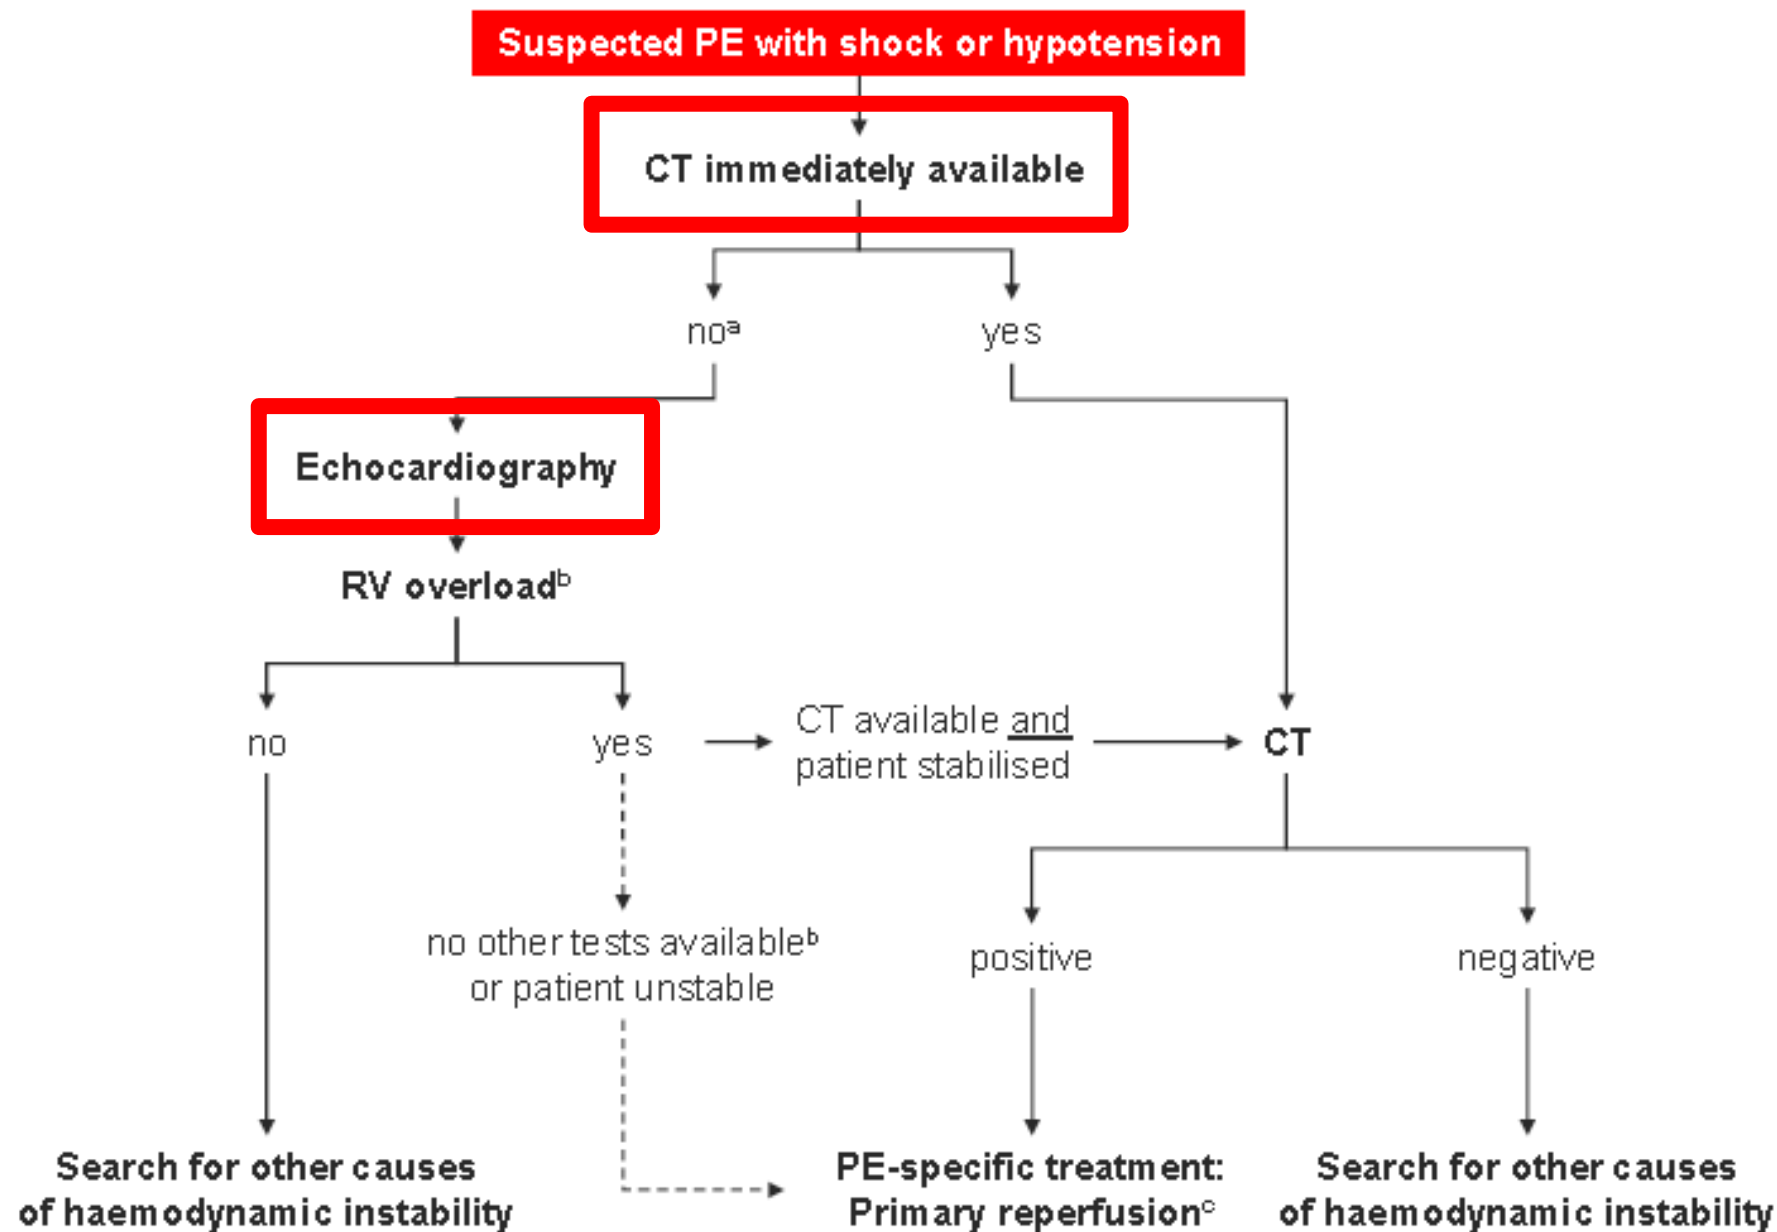 Suspected PE with shock or hypotension
CT immediately available
noᵃ
yes
Echocardiography
RV overloadᵇ
no
yes
CT available and
patient stabilised
CT
no other tests availableᵇ
or patient unstable
positive
negative
Search for other causes
of haemodynamic instability
PE-specific treatment:
Primary reperfusionᶜ
Search for other causes
of haemodynamic instability